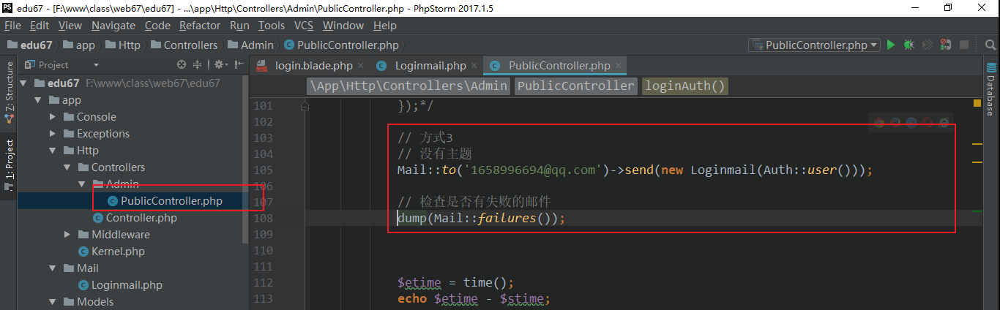 edu67 - [F:\www\class\web67\edu67] - ...\app\Http\Controllers\Admin\PublicController.php - PhpStorm 2017.1.5
File Edit View Navigate Code Refactor Run Tools VCS Window Help
edu67 app Http Controllers Admin PublicController.php PublicController.php
Project login.blade.php Loginmail.php PublicController.php
\App\Http\Controllers\Admin PublicController loginAuth()
Z: Structure
1: Project
Database
edu67 F:\www\class\web67\edu67
app
Console
Exceptions
Http
Controllers
Admin
PublicController.php
Controller.php
Middleware
Kernel.php
Mail
Loginmail.php
Models
101 });*/
102
103 // 方式3
104 // 没有主题
105 Mail::to('1658996694@qq.com')->send(new Loginmail(Auth::user()));
106
107 // 检查是否有失败的邮件
108 dump(Mail::failures());
109
110
111
112 $etime = time();
113 echo $etime - $stime;